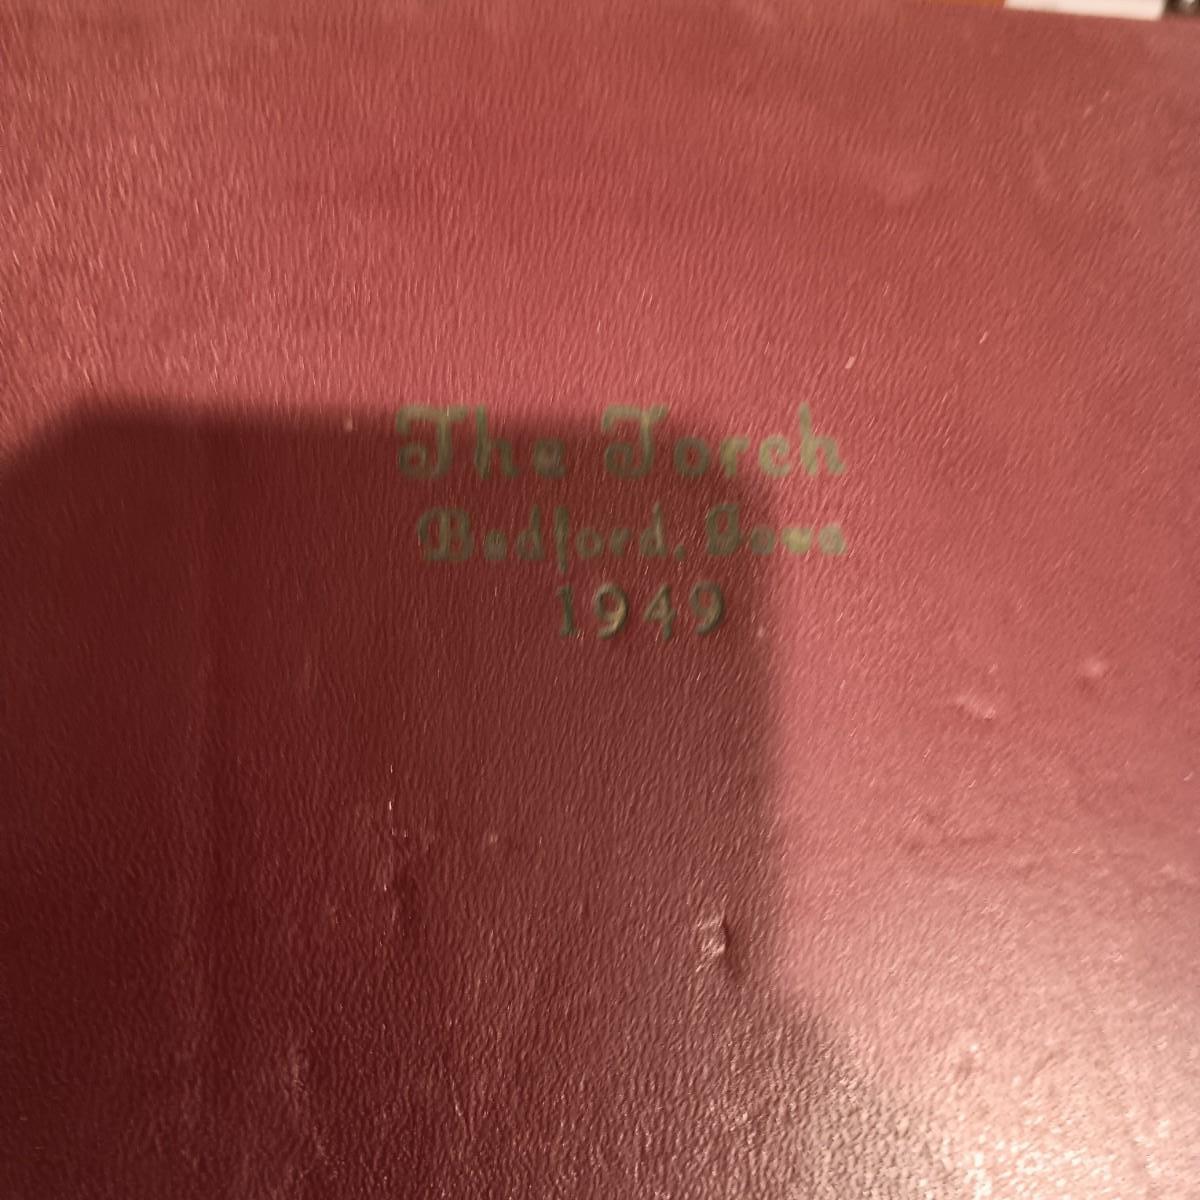 The Torch
Bedford, Iowa
1949